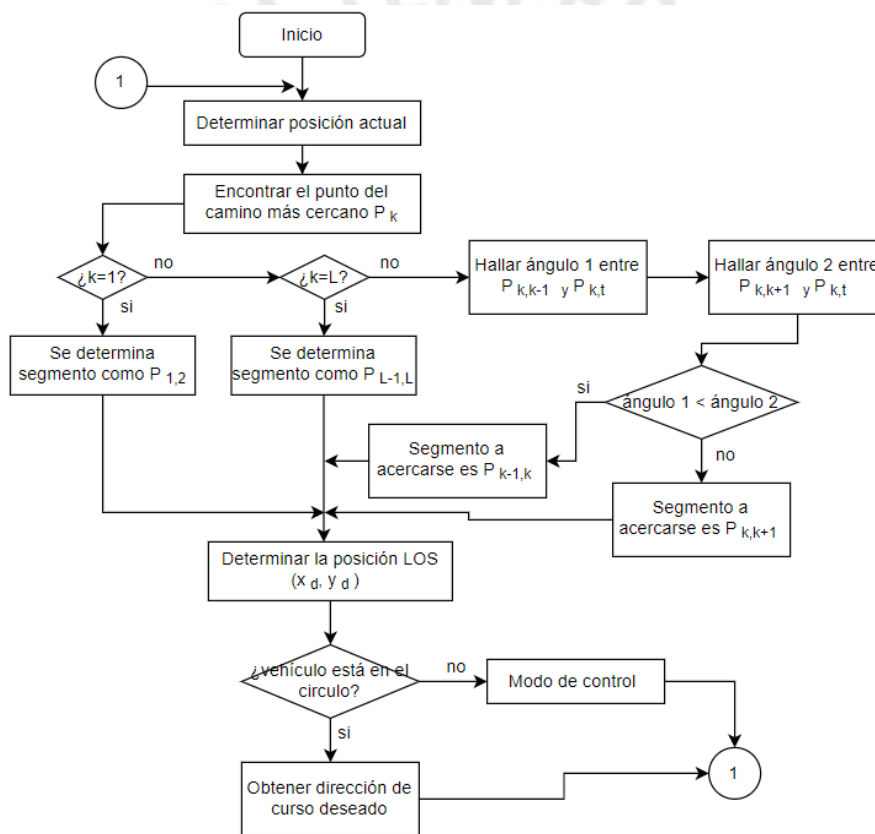 Inicio
1
Determinar posición actual
Encontrar el punto del
camino más cercano P k
¿k=1?
no
¿k=L?
no
Hallar ángulo 1 entre
P k,k-1 y P k,t
Hallar ángulo 2 entre
P k,k+1 y P k,t
si
si
Se determina
segmento como P 1,2
Se determina
segmento como P L-1,L
si
ángulo 1 < ángulo 2
no
Segmento a
acercarse es P k-1,k
Segmento a
acercarse es P k,k+1
Determinar la posición LOS
(x d, y d )
¿vehículo está en el
circulo?
no
Modo de control
si
Obtener dirección de
curso deseado
1